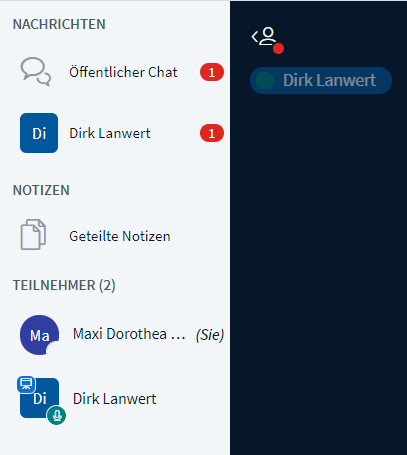 NACHRICHTEN
Öffentlicher Chat 1
Di Dirk Lanwert 1
NOTIZEN
Geteilte Notizen
TEILNEHMER (2)
Ma Maxi Dorothea ... (Sie)
Di Dirk Lanwert
Dirk Lanwert